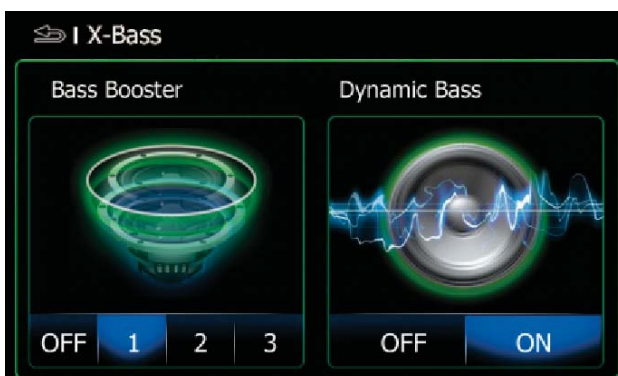 I X-Bass
Bass Booster
Dynamic Bass
OFF 1 2 3
OFF ON